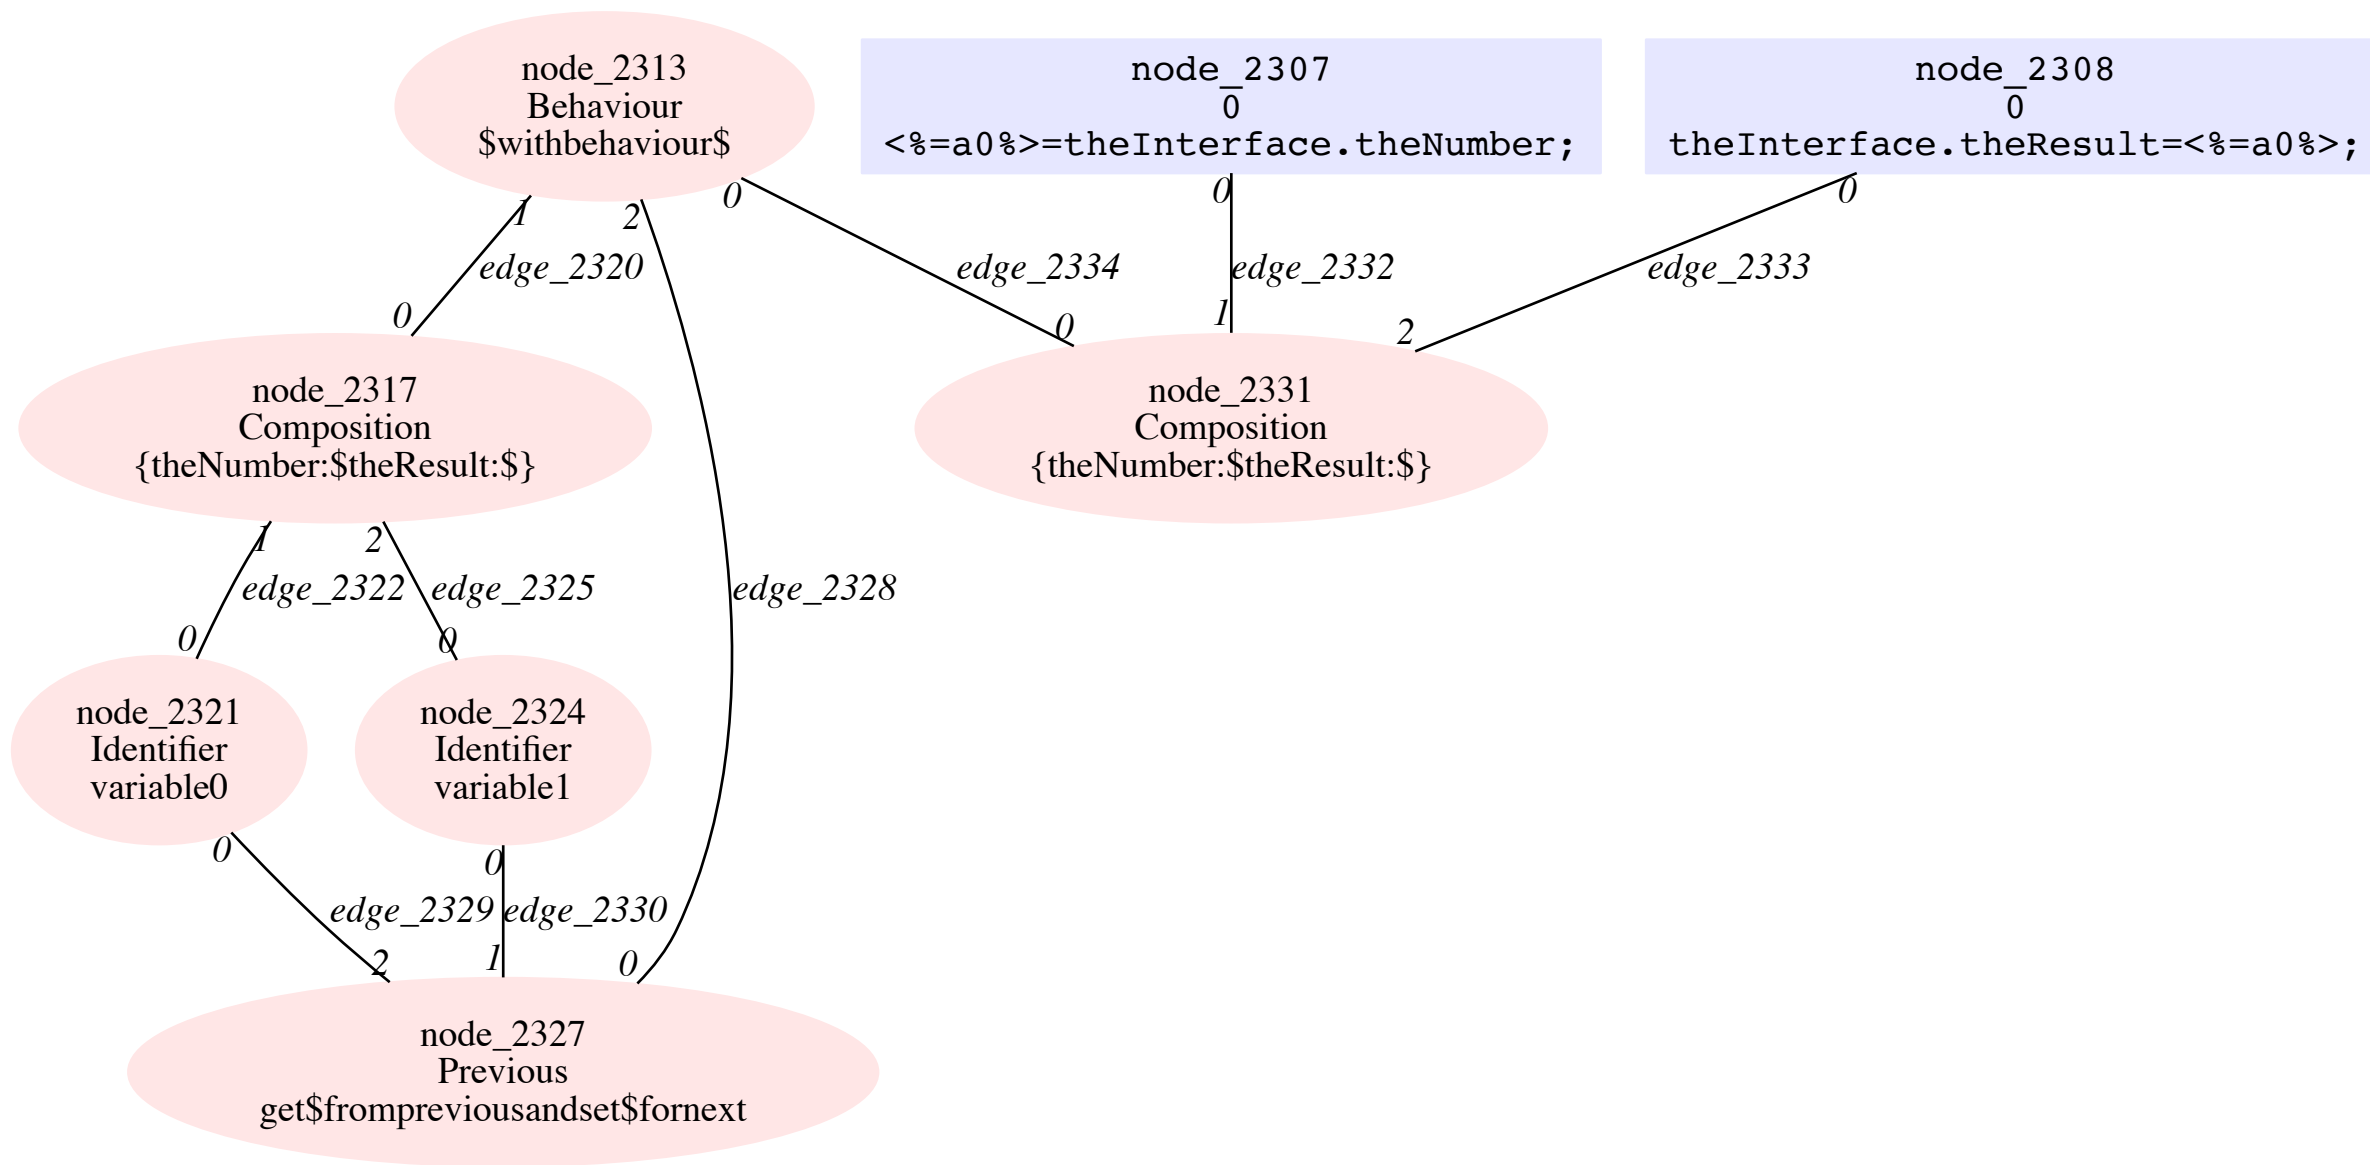 node_2313
Behaviour
$withbehaviour$
node_2307
0
<%=a0%>=theInterface.theNumber;
node_2308
0
theInterface.theResult=<%=a0%>;
1
2
0
0
0
edge_2320
edge_2334
edge_2332
edge_2333
0
0
1
2
node_2317
Composition
{theNumber:$theResult:$}
node_2331
Composition
{theNumber:$theResult:$}
1
2
edge_2322
edge_2325
edge_2328
0
0
node_2321
Identifier
variable0
node_2324
Identifier
variable1
0
0
edge_2329
edge_2330
2
1
0
node_2327
Previous
get$frompreviousandset$fornext